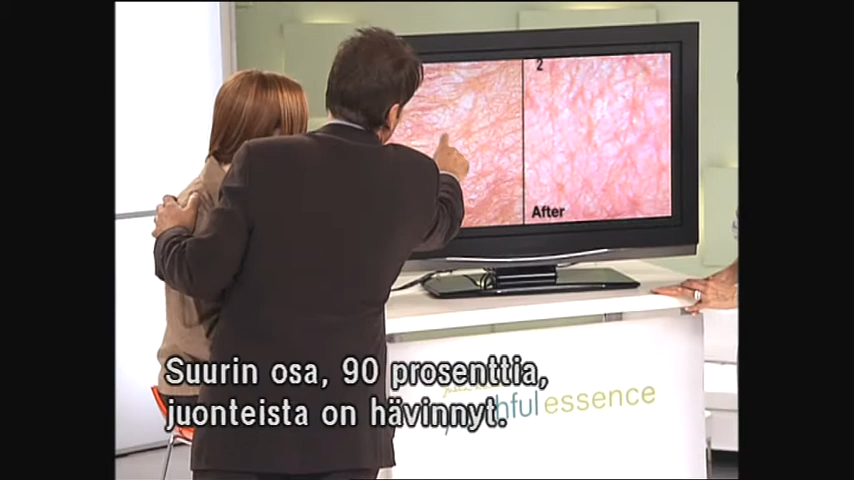 2
After
Suurin osa, 90 prosenttia,
juonteista on hävinnyt.
essence